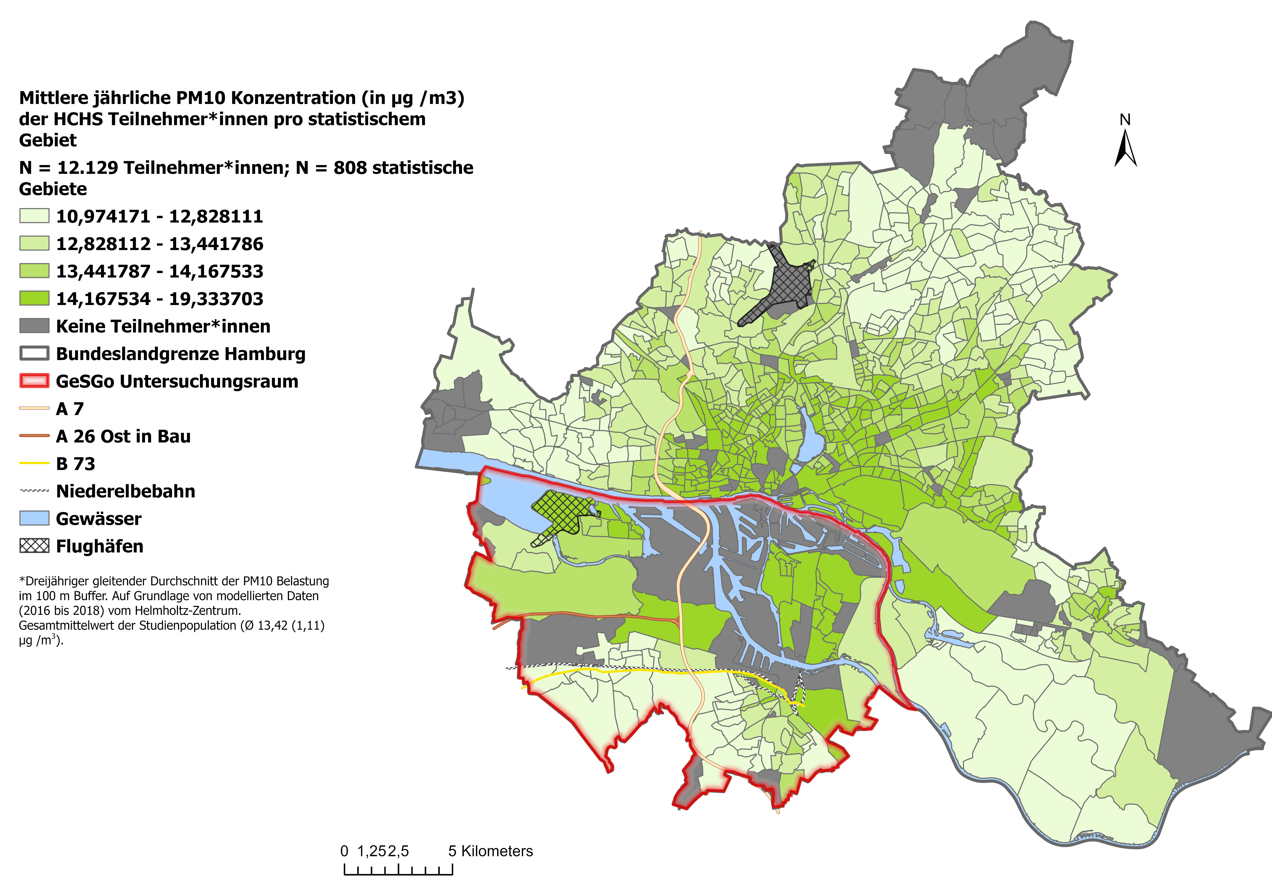 Mittlere jährliche PM10 Konzentration (in µg /m3)
der HCHS Teilnehmer*innen pro statistischem
Gebiet
N = 12.129 Teilnehmer*innen; N = 808 statistische
Gebiete
10,974171 - 12,828111
12,828112 - 13,441786
13,441787 - 14,167533
14,167534 - 19,333703
Keine Teilnehmer*innen
Bundeslandgrenze Hamburg
GeSGo Untersuchungsraum
A 7
A 26 Ost in Bau
B 73
Niederelbebahn
Gewässer
Flughäfen
*Dreijähriger gleitender Durchschnitt der PM10 Belastung
im 100 m Buffer. Auf Grundlage von modellierten Daten
(2016 bis 2018) vom Helmholtz-Zentrum.
Gesamtmittelwert der Studienpopulation (Ø 13,42 (1,11)
µg /m³).
N
0 1,25 2,5 5 Kilometers